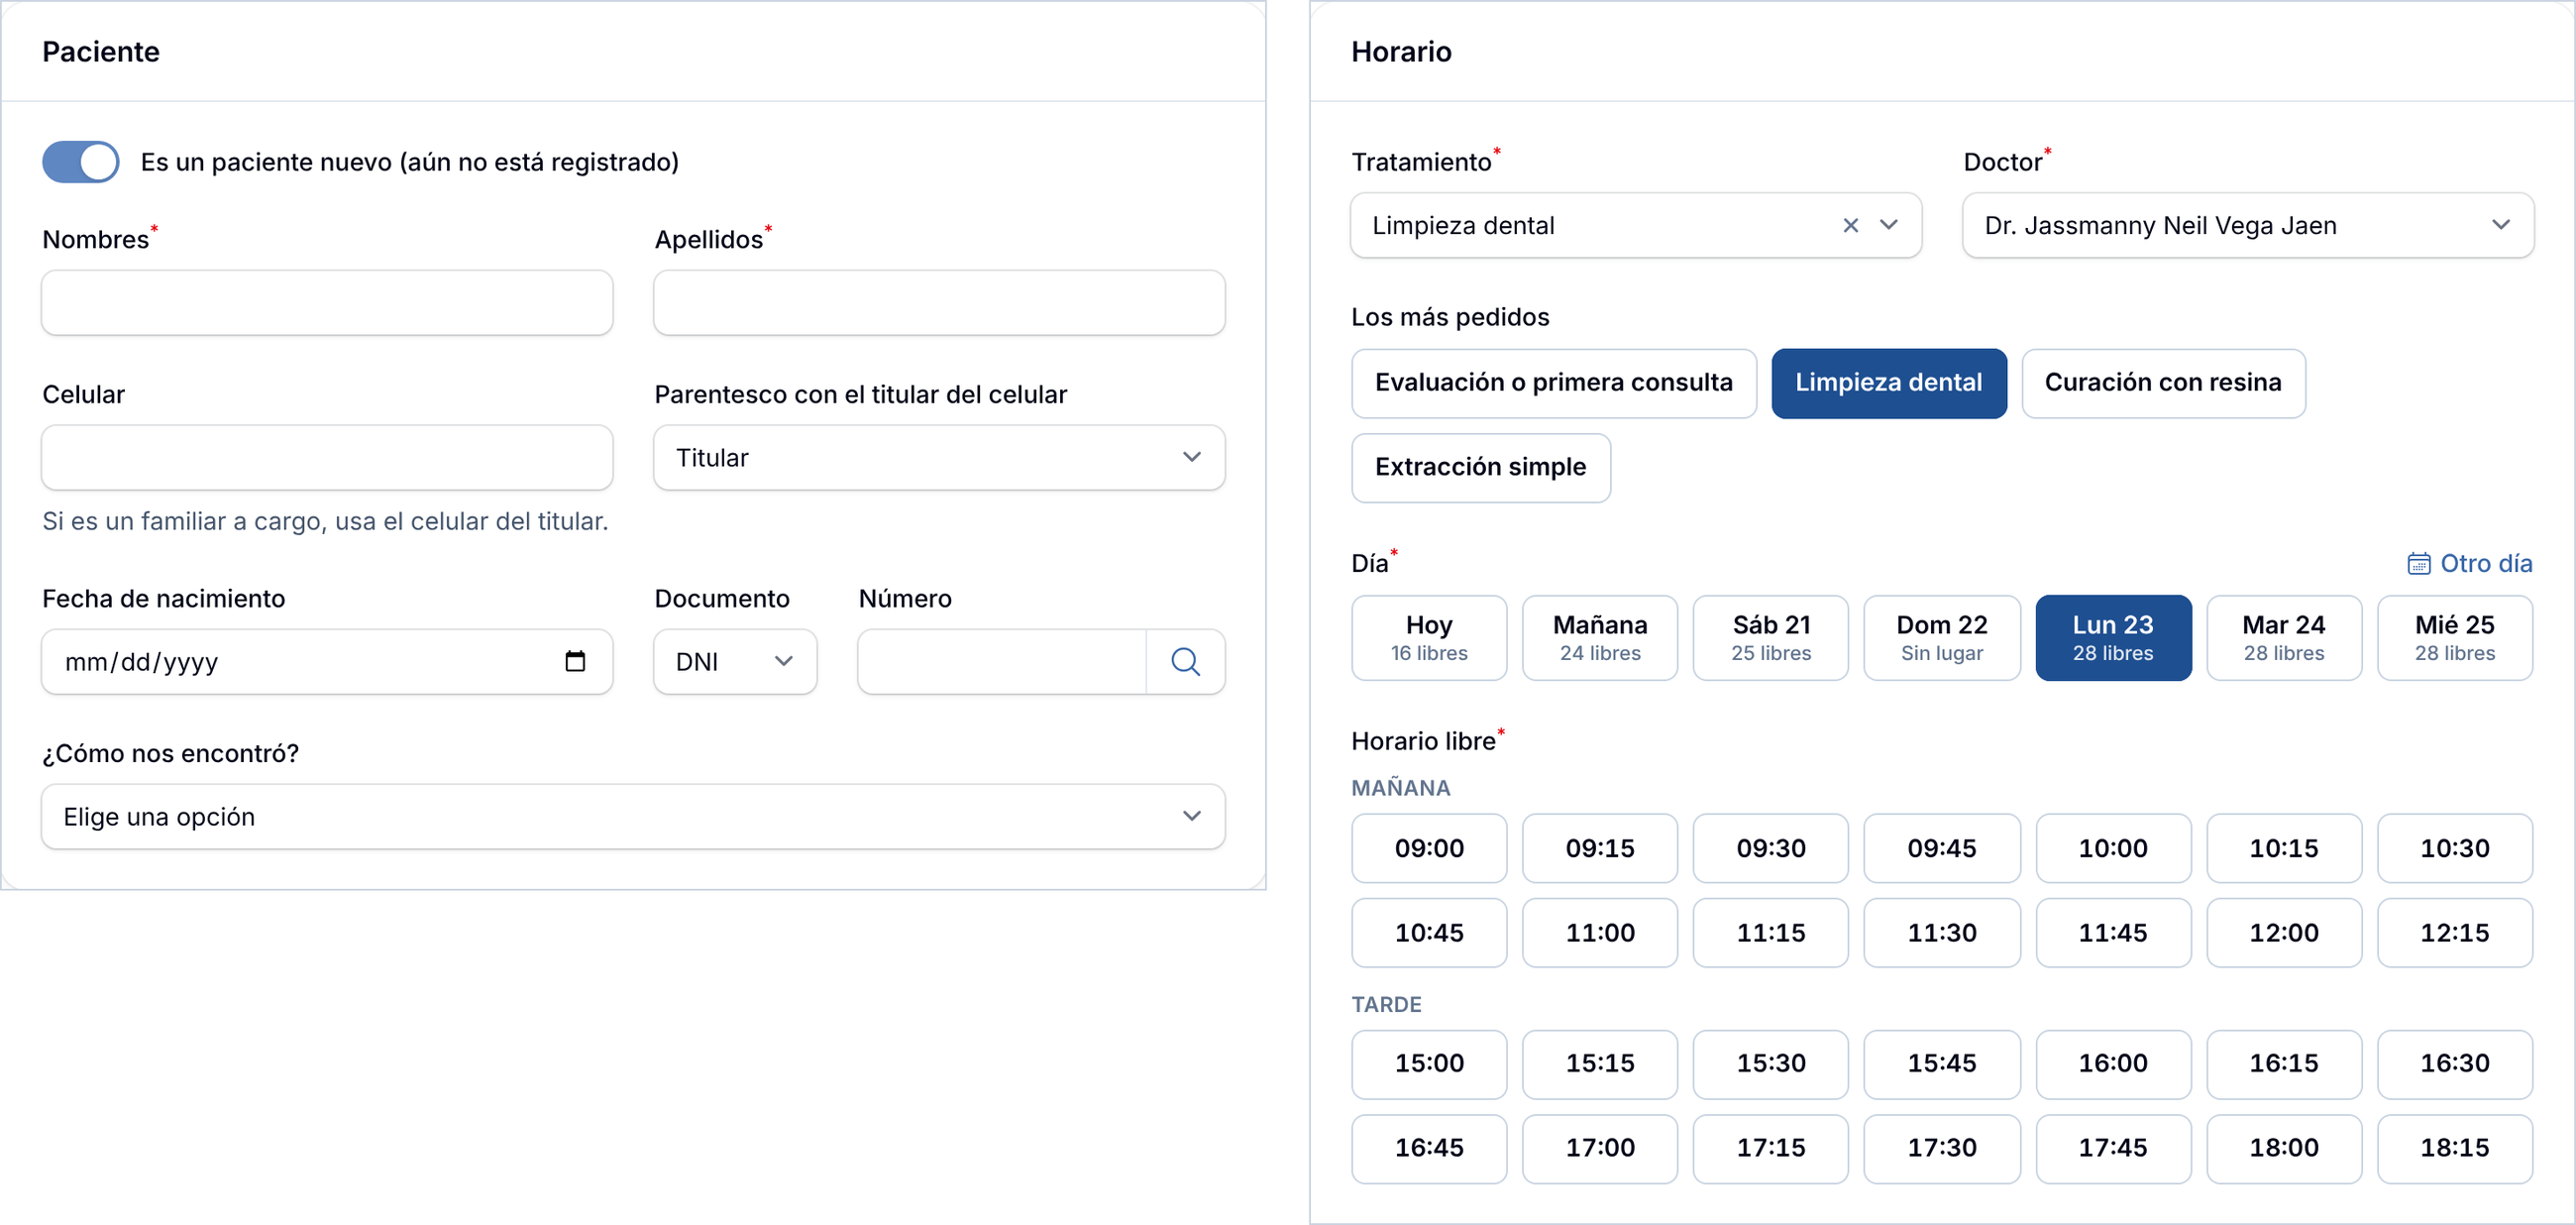 Paciente
Es un paciente nuevo (aún no está registrado)
Nombres*
Apellidos*
Celular
Parentesco con el titular del celular
Titular
Si es un familiar a cargo, usa el celular del titular.
Fecha de nacimiento
Documento
Número
mm/dd/yyyy
DNI
¿Cómo nos encontró?
Elige una opción
Horario
Tratamiento*
Doctor*
Limpieza dental
Dr. Jassmanny Neil Vega Jaen
Los más pedidos
Evaluación o primera consulta
Limpieza dental
Curación con resina
Extracción simple
Día*
Otro día
Hoy
16 libres
Mañana
24 libres
Sáb 21
25 libres
Dom 22
Sin lugar
Lun 23
28 libres
Mar 24
28 libres
Mié 25
28 libres
Horario libre*
MAÑANA
09:00 09:15 09:30 09:45 10:00 10:15 10:30
10:45 11:00 11:15 11:30 11:45 12:00 12:15
TARDE
15:00 15:15 15:30 15:45 16:00 16:15 16:30
16:45 17:00 17:15 17:30 17:45 18:00 18:15